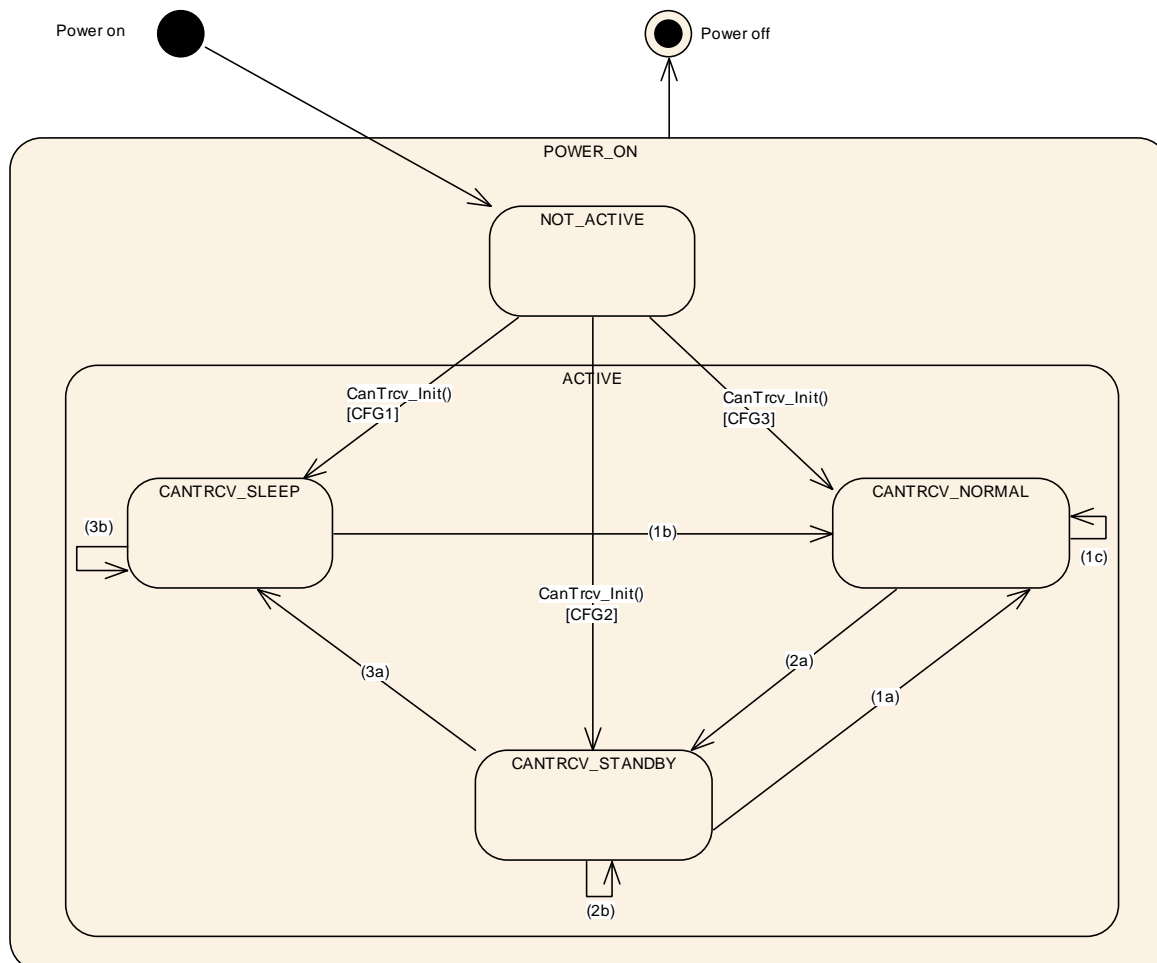 Power on
Power off
POWER_ON
NOT_ACTIVE
ACTIVE
CanTrcv_Init()
[CFG1]
CanTrcv_Init()
[CFG3]
CANTRCV_SLEEP
CANTRCV_NORMAL
(3b)
(1b)
(1c)
CanTrcv_Init()
[CFG2]
(3a)
(2a)
(1a)
CANTRCV_STANDBY
(2b)